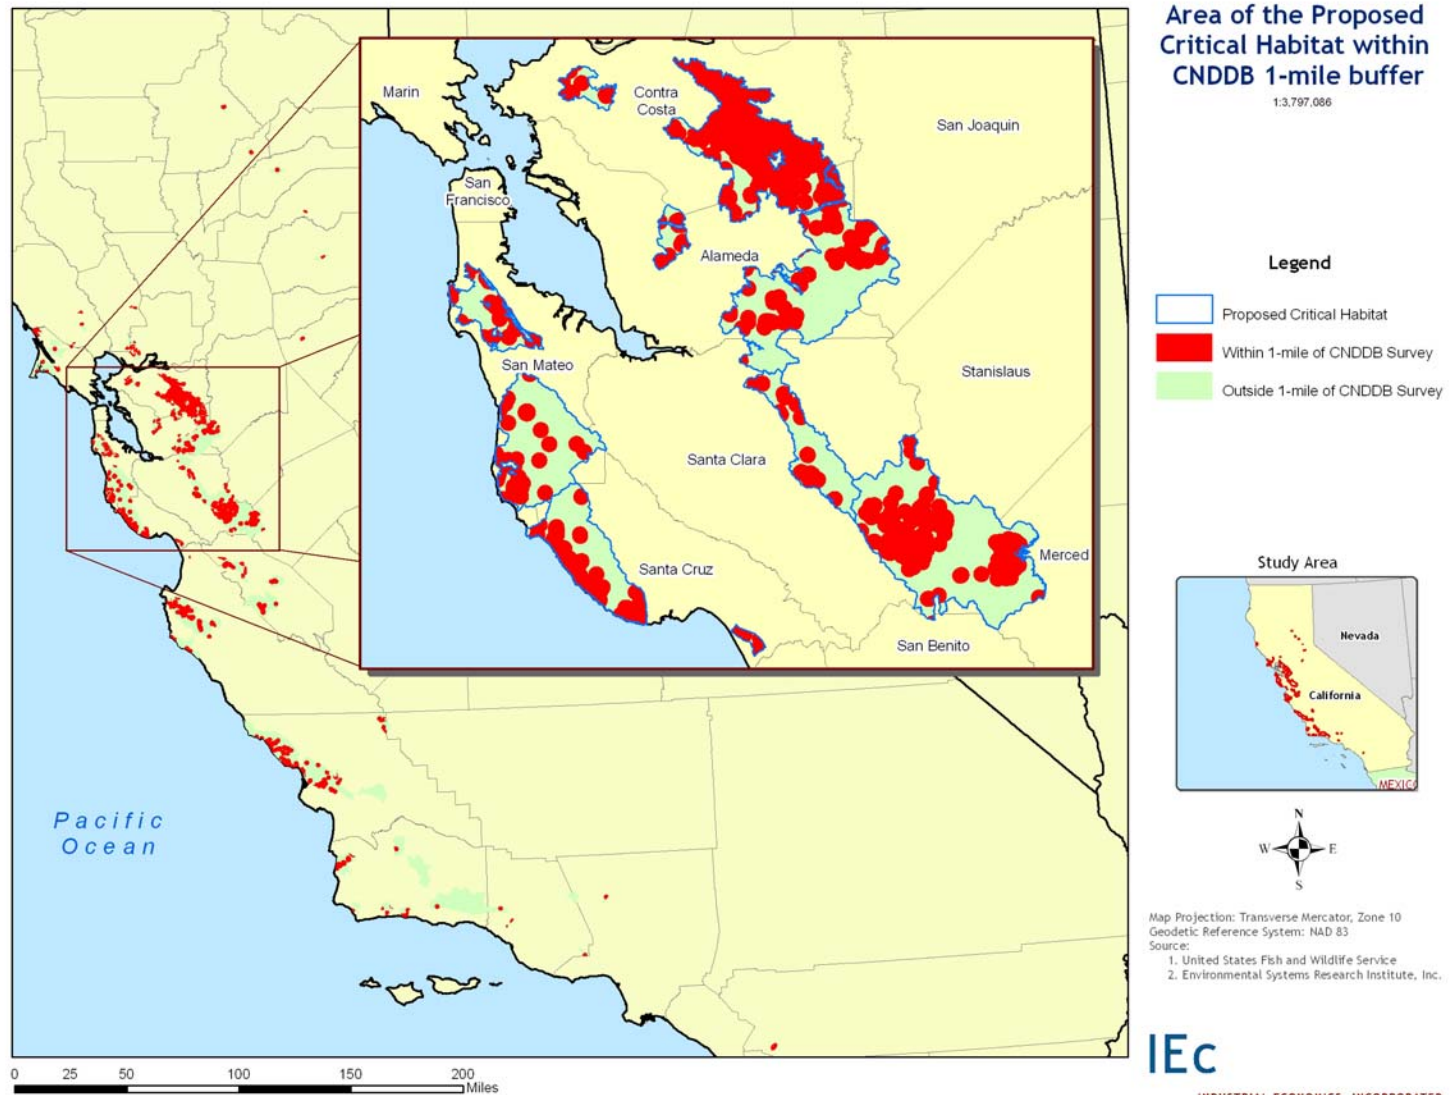 Area of the Proposed
Critical Habitat within
CNDDB 1-mile buffer
1:3,797,086
Marin
Contra
Costa
San Joaquin
San
Francisco
Alameda
San Mateo
Stanislaus
Santa Clara
Santa Cruz
Merced
San Benito
Pacific
Ocean
0 25 50 100 150 200
Miles
Legend
Proposed Critical Habitat
Within 1-mile of CNDDB Survey
Outside 1-mile of CNDDB Survey
Study Area
Nevada
California
MEXICO
N
W E
S
Map Projection: Transverse Mercator, Zone 10
Geodetic Reference System: NAD 83
Source:
1. United States Fish and Wildlife Service
2. Environmental Systems Research Institute, Inc.
IEc
INDUSTRIAL ECONOMICS, INCORPORATED